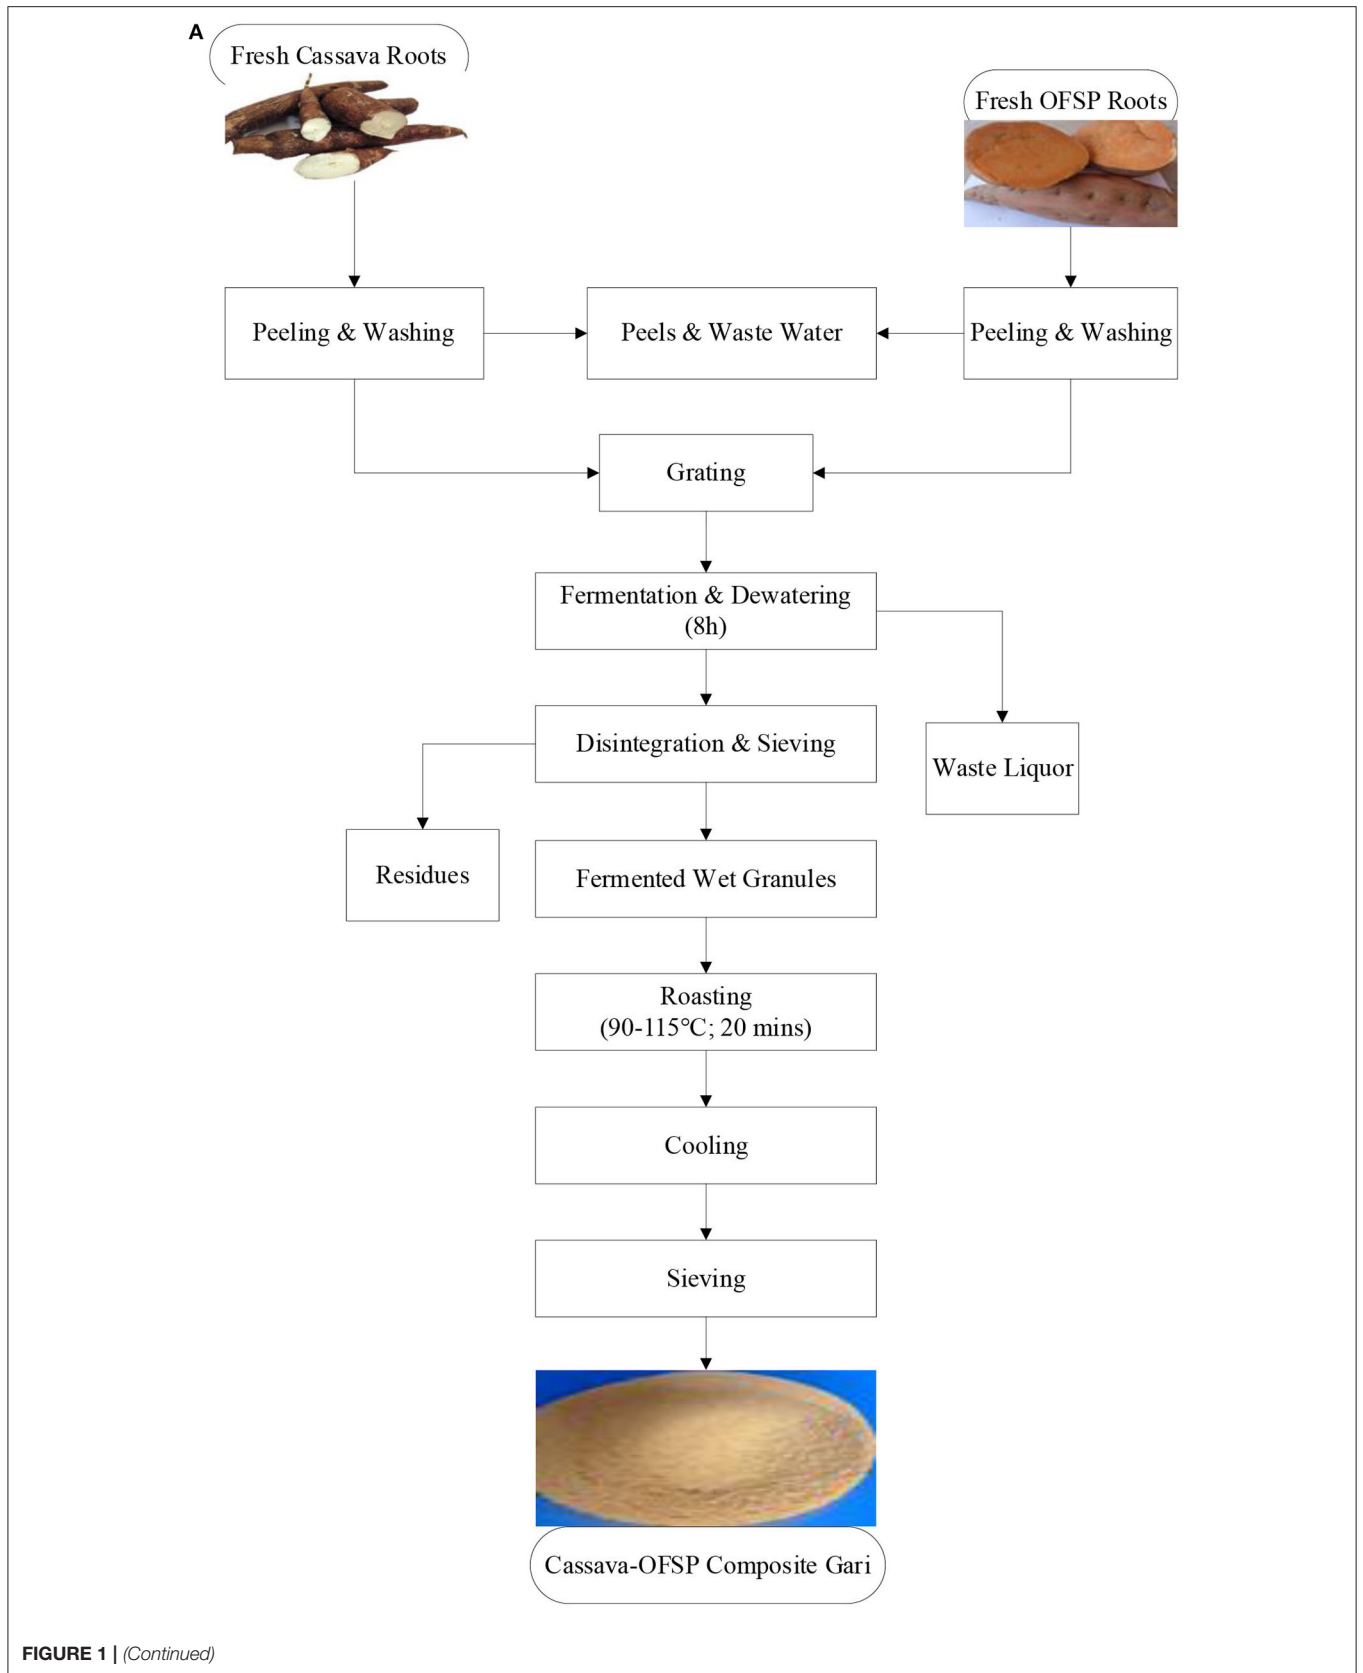 A
Fresh Cassava Roots
Fresh OFSP Roots
Peeling & Washing
Peels & Waste Water
Peeling & Washing
Grating
Fermentation & Dewatering
(8h)
Disintegration & Sieving
Waste Liquor
Residues
Fermented Wet Granules
Roasting
(90-115°C; 20 mins)
Cooling
Sieving
Cassava-OFSP Composite Gari
FIGURE 1 | (Continued)